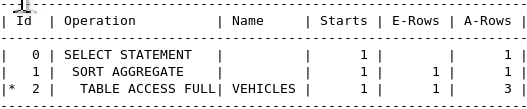 ------------------------------------------------------------------
| Id  | Operation          | Name     | Starts | E-Rows | A-Rows |
------------------------------------------------------------------
|   0 | SELECT STATEMENT   |          |      1 |        |      1 |
|   1 |  SORT AGGREGATE    |          |      1 |      1 |      1 |
|*  2 |   TABLE ACCESS FULL| VEHICLES |      1 |      1 |      3 |
------------------------------------------------------------------